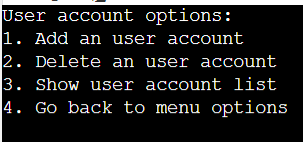 User account options:
1. Add an user account
2. Delete an user account
3. Show user account list
4. Go back to menu options